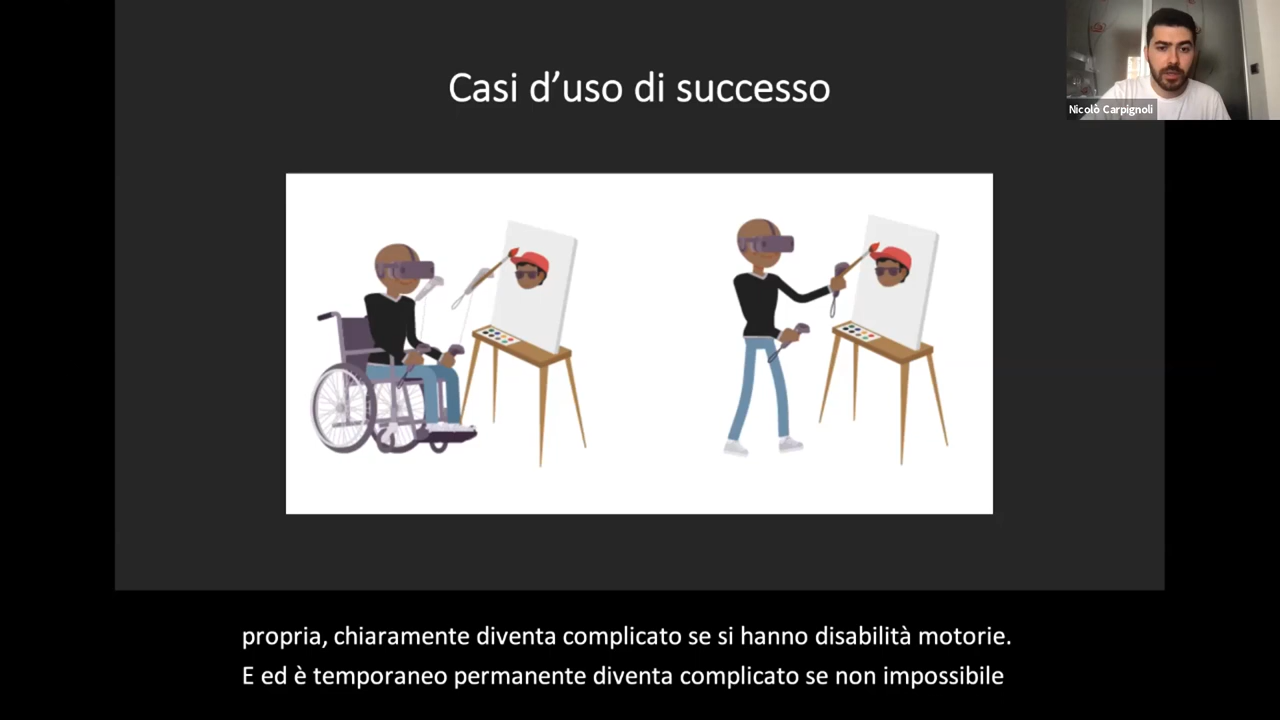 Casi d’uso di successo
Nicolò Carpignoli
propria, chiaramente diventa complicato se si hanno disabilità motorie.
E ed è temporaneo permanente diventa complicato se non impossibile